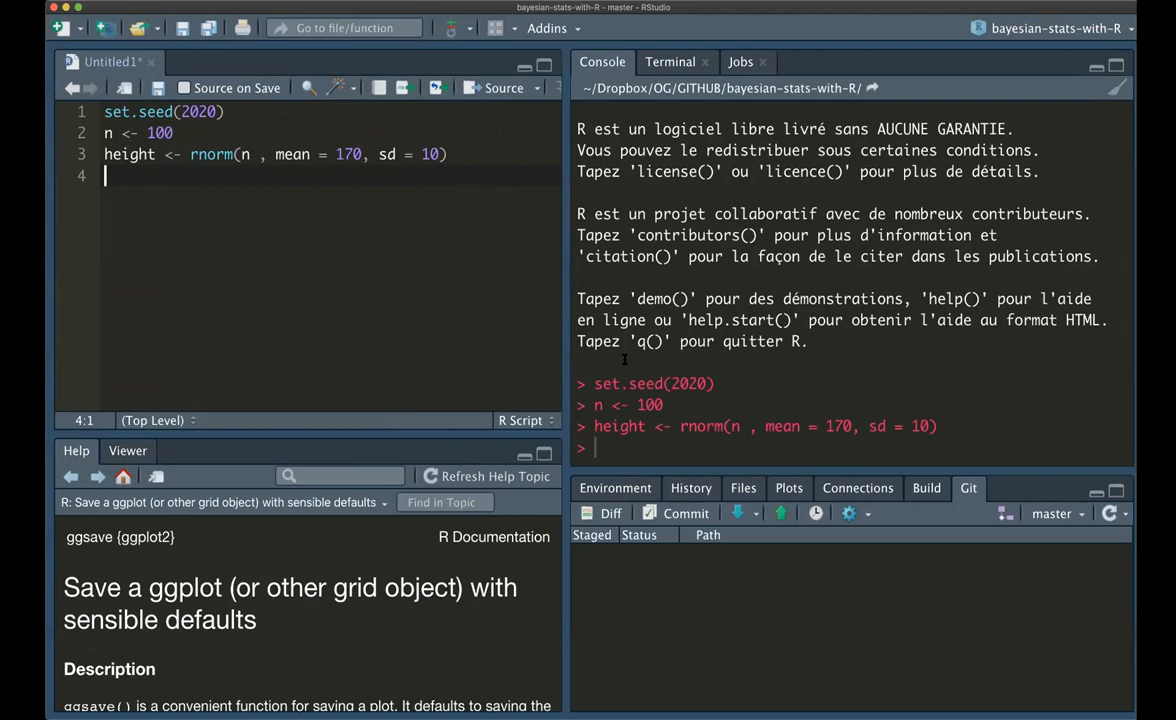 bayesian-stats-with-R - master - RStudio
Go to file/function
Addins
bayesian-stats-with-R
Untitled1*
Source on Save
Source
1 set.seed(2020)
2 n <- 100
3 height <- rnorm(n , mean = 170, sd = 10)
4
4:1 (Top Level) R Script
Console Terminal Jobs
~/Dropbox/OG/GITHUB/bayesian-stats-with-R/
R est un logiciel libre livré sans AUCUNE GARANTIE.
Vous pouvez le redistribuer sous certaines conditions.
Tapez 'license()' ou 'licence()' pour plus de détails.
R est un projet collaboratif avec de nombreux contributeurs.
Tapez 'contributors()' pour plus d'information et
'citation()' pour la façon de le citer dans les publications.
Tapez 'demo()' pour des démonstrations, 'help()' pour l'aide
en ligne ou 'help.start()' pour obtenir l'aide au format HTML.
Tapez 'q()' pour quitter R.
> set.seed(2020)
> n <- 100
> height <- rnorm(n , mean = 170, sd = 10)
>
Help Viewer
Refresh Help Topic
R: Save a ggplot (or other grid object) with sensible defaults
Find in Topic
ggsave {ggplot2} R Documentation
Save a ggplot (or other grid object) with
sensible defaults
Description
ggsave() is a convenient function for saving a plot. It defaults to saving the
Environment History Files Plots Connections Build Git
Diff Commit master
Staged Status Path